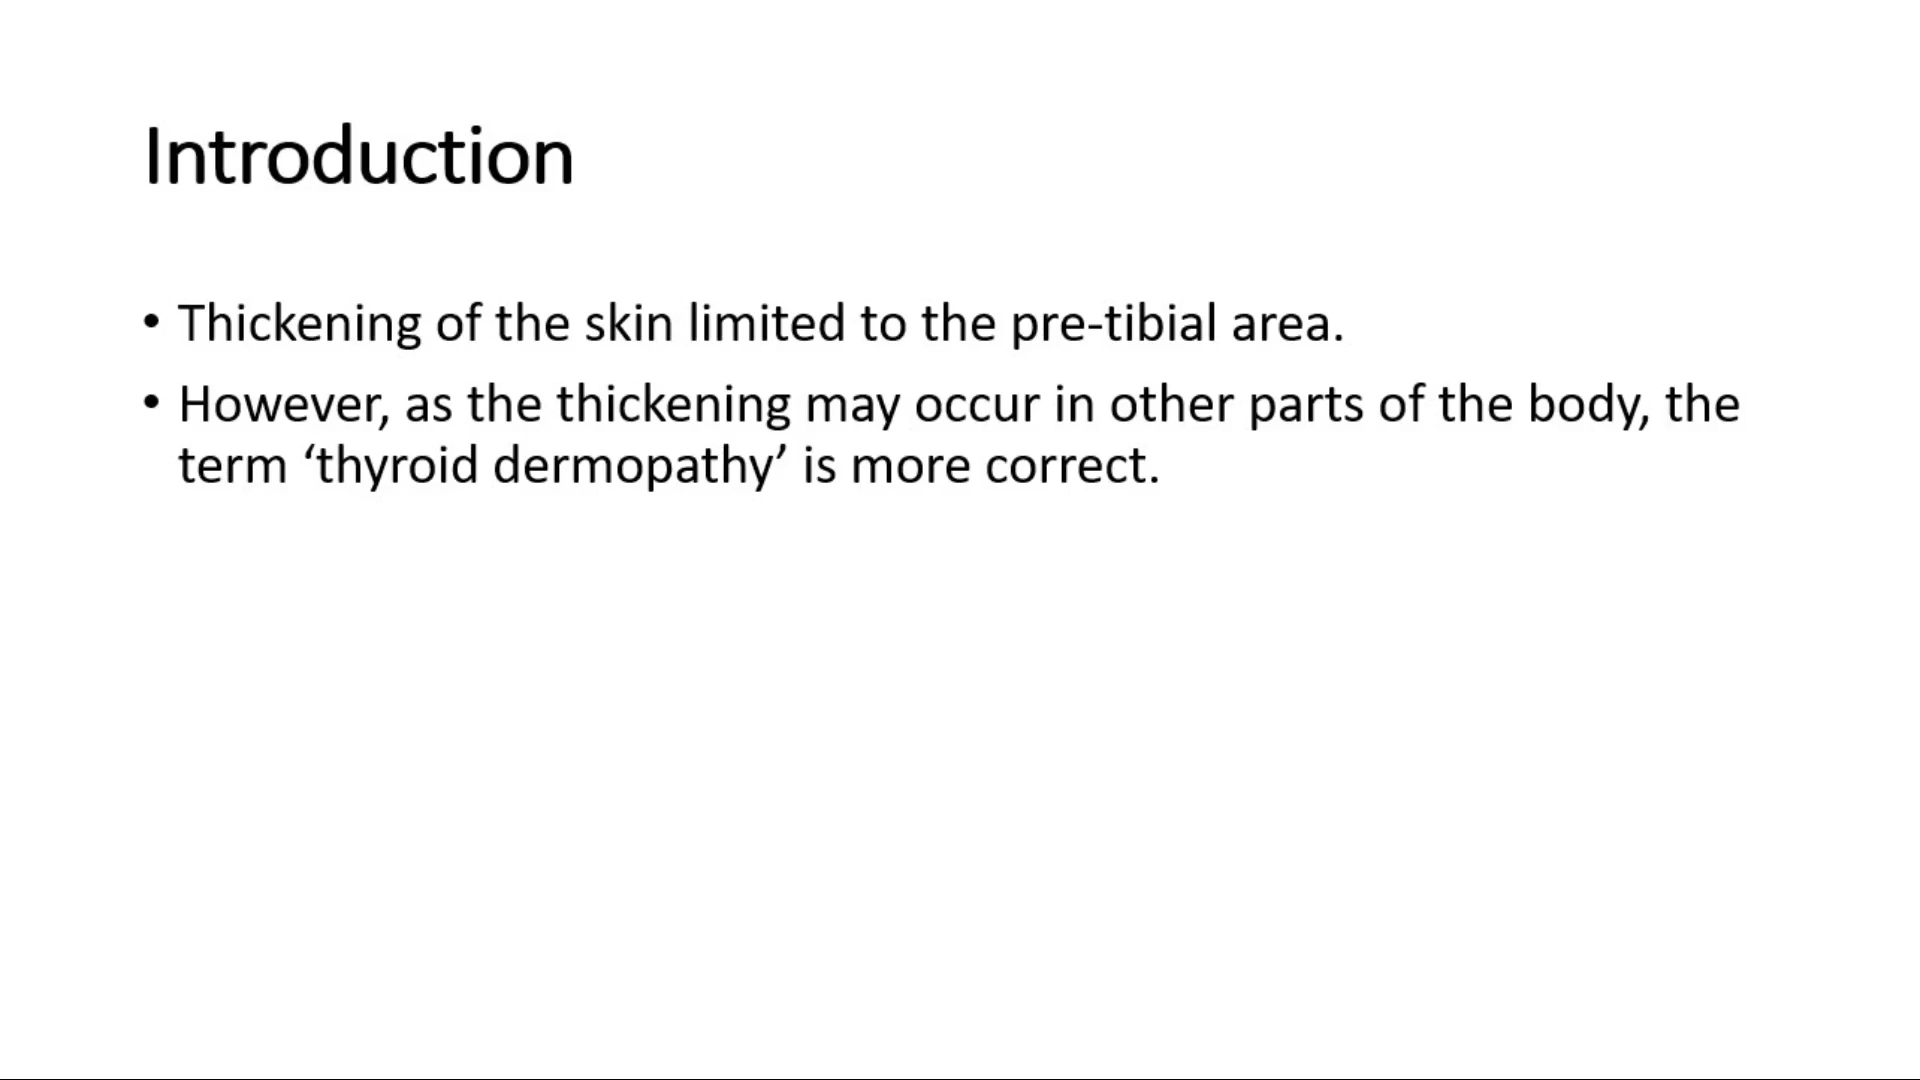 Introduction
• Thickening of the skin limited to the pre-tibial area.
• However, as the thickening may occur in other parts of the body, the
term ‘thyroid dermopathy’ is more correct.